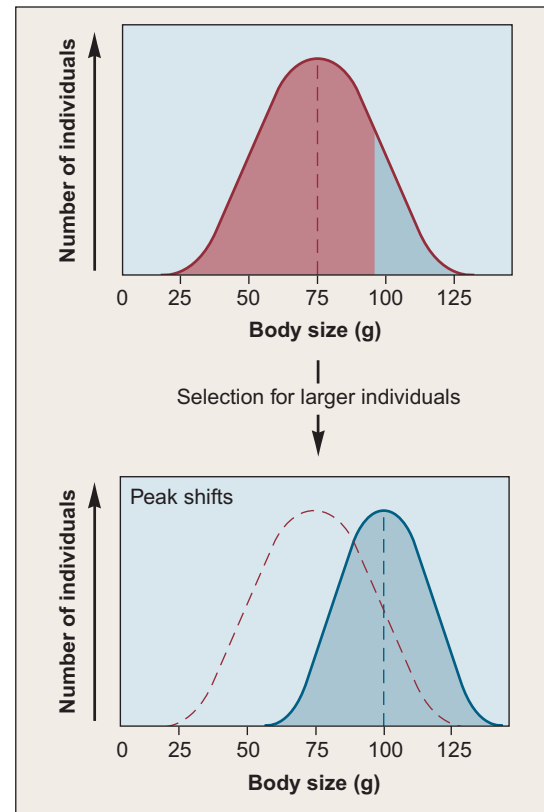 Number of individuals
0 25 50 75 100 125
Body size (g)
Selection for larger individuals
Peak shifts
Number of individuals
0 25 50 75 100 125
Body size (g)